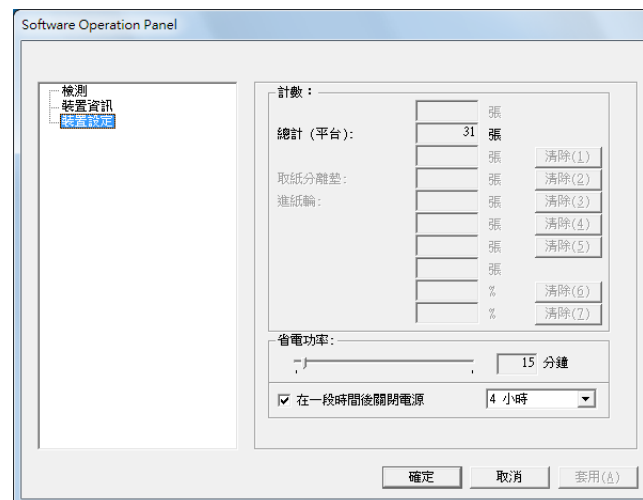 Software Operation Panel
檢測
裝置資訊
裝置設定
計數：
張
總計 (平台): 31 張
張 清除(1)
取紙分離墊: 張 清除(2)
進紙輪: 張 清除(3)
張 清除(4)
張 清除(5)
張
% 清除(6)
% 清除(7)
省電功率:
15 分鐘
在一段時間後關閉電源 4 小時
確定 取消 套用(A)